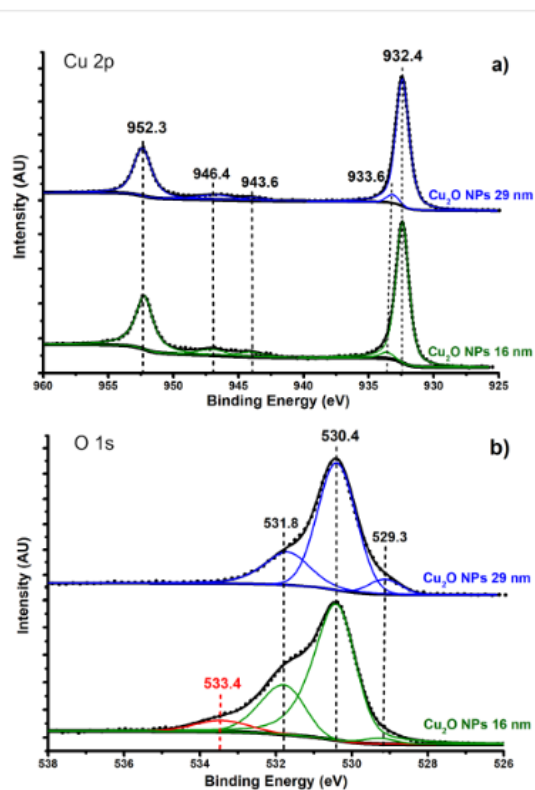 Cu 2p
a)
932.4
952.3
946.4
943.6
933.6
Cu₂O NPs 29 nm
Cu₂O NPs 16 nm
Intensity (AU)
960 955 950 945 940 935 930 925
Binding Energy (eV)
O 1s
b)
530.4
531.8
529.3
Cu₂O NPs 29 nm
533.4
Cu₂O NPs 16 nm
Intensity (AU)
538 536 534 532 530 528 526
Binding Energy (eV)